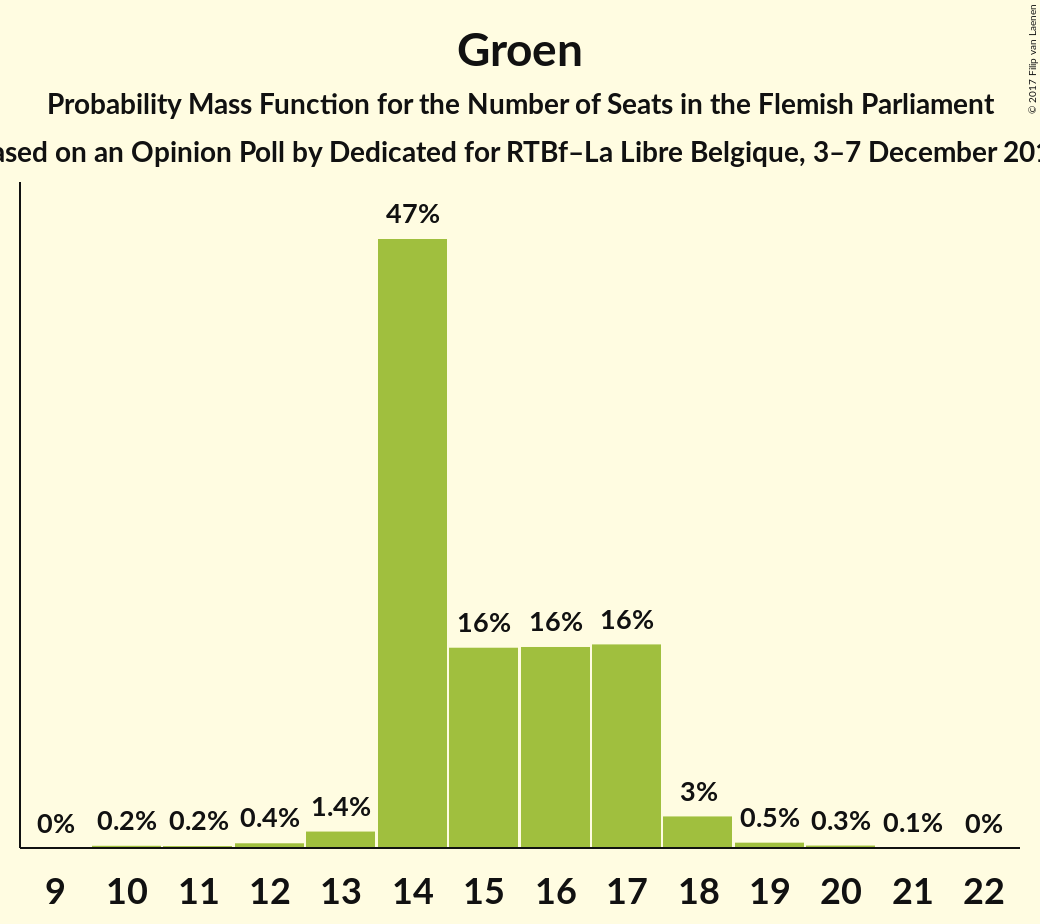 Groen
Probability Mass Function for the Number of Seats in the Flemish Parliament
on an Opinion Poll by Dedicated for RTBf–La Libre Belgique, 3–7 December
© 2017 Filip van Laenen
47%
16% 16% 16%
0% 0.2% 0.2% 0.4% 1.4% 3% 0.5% 0.3% 0.1% 0%
9 10 11 12 13 14 15 16 17 18 19 20 21 22